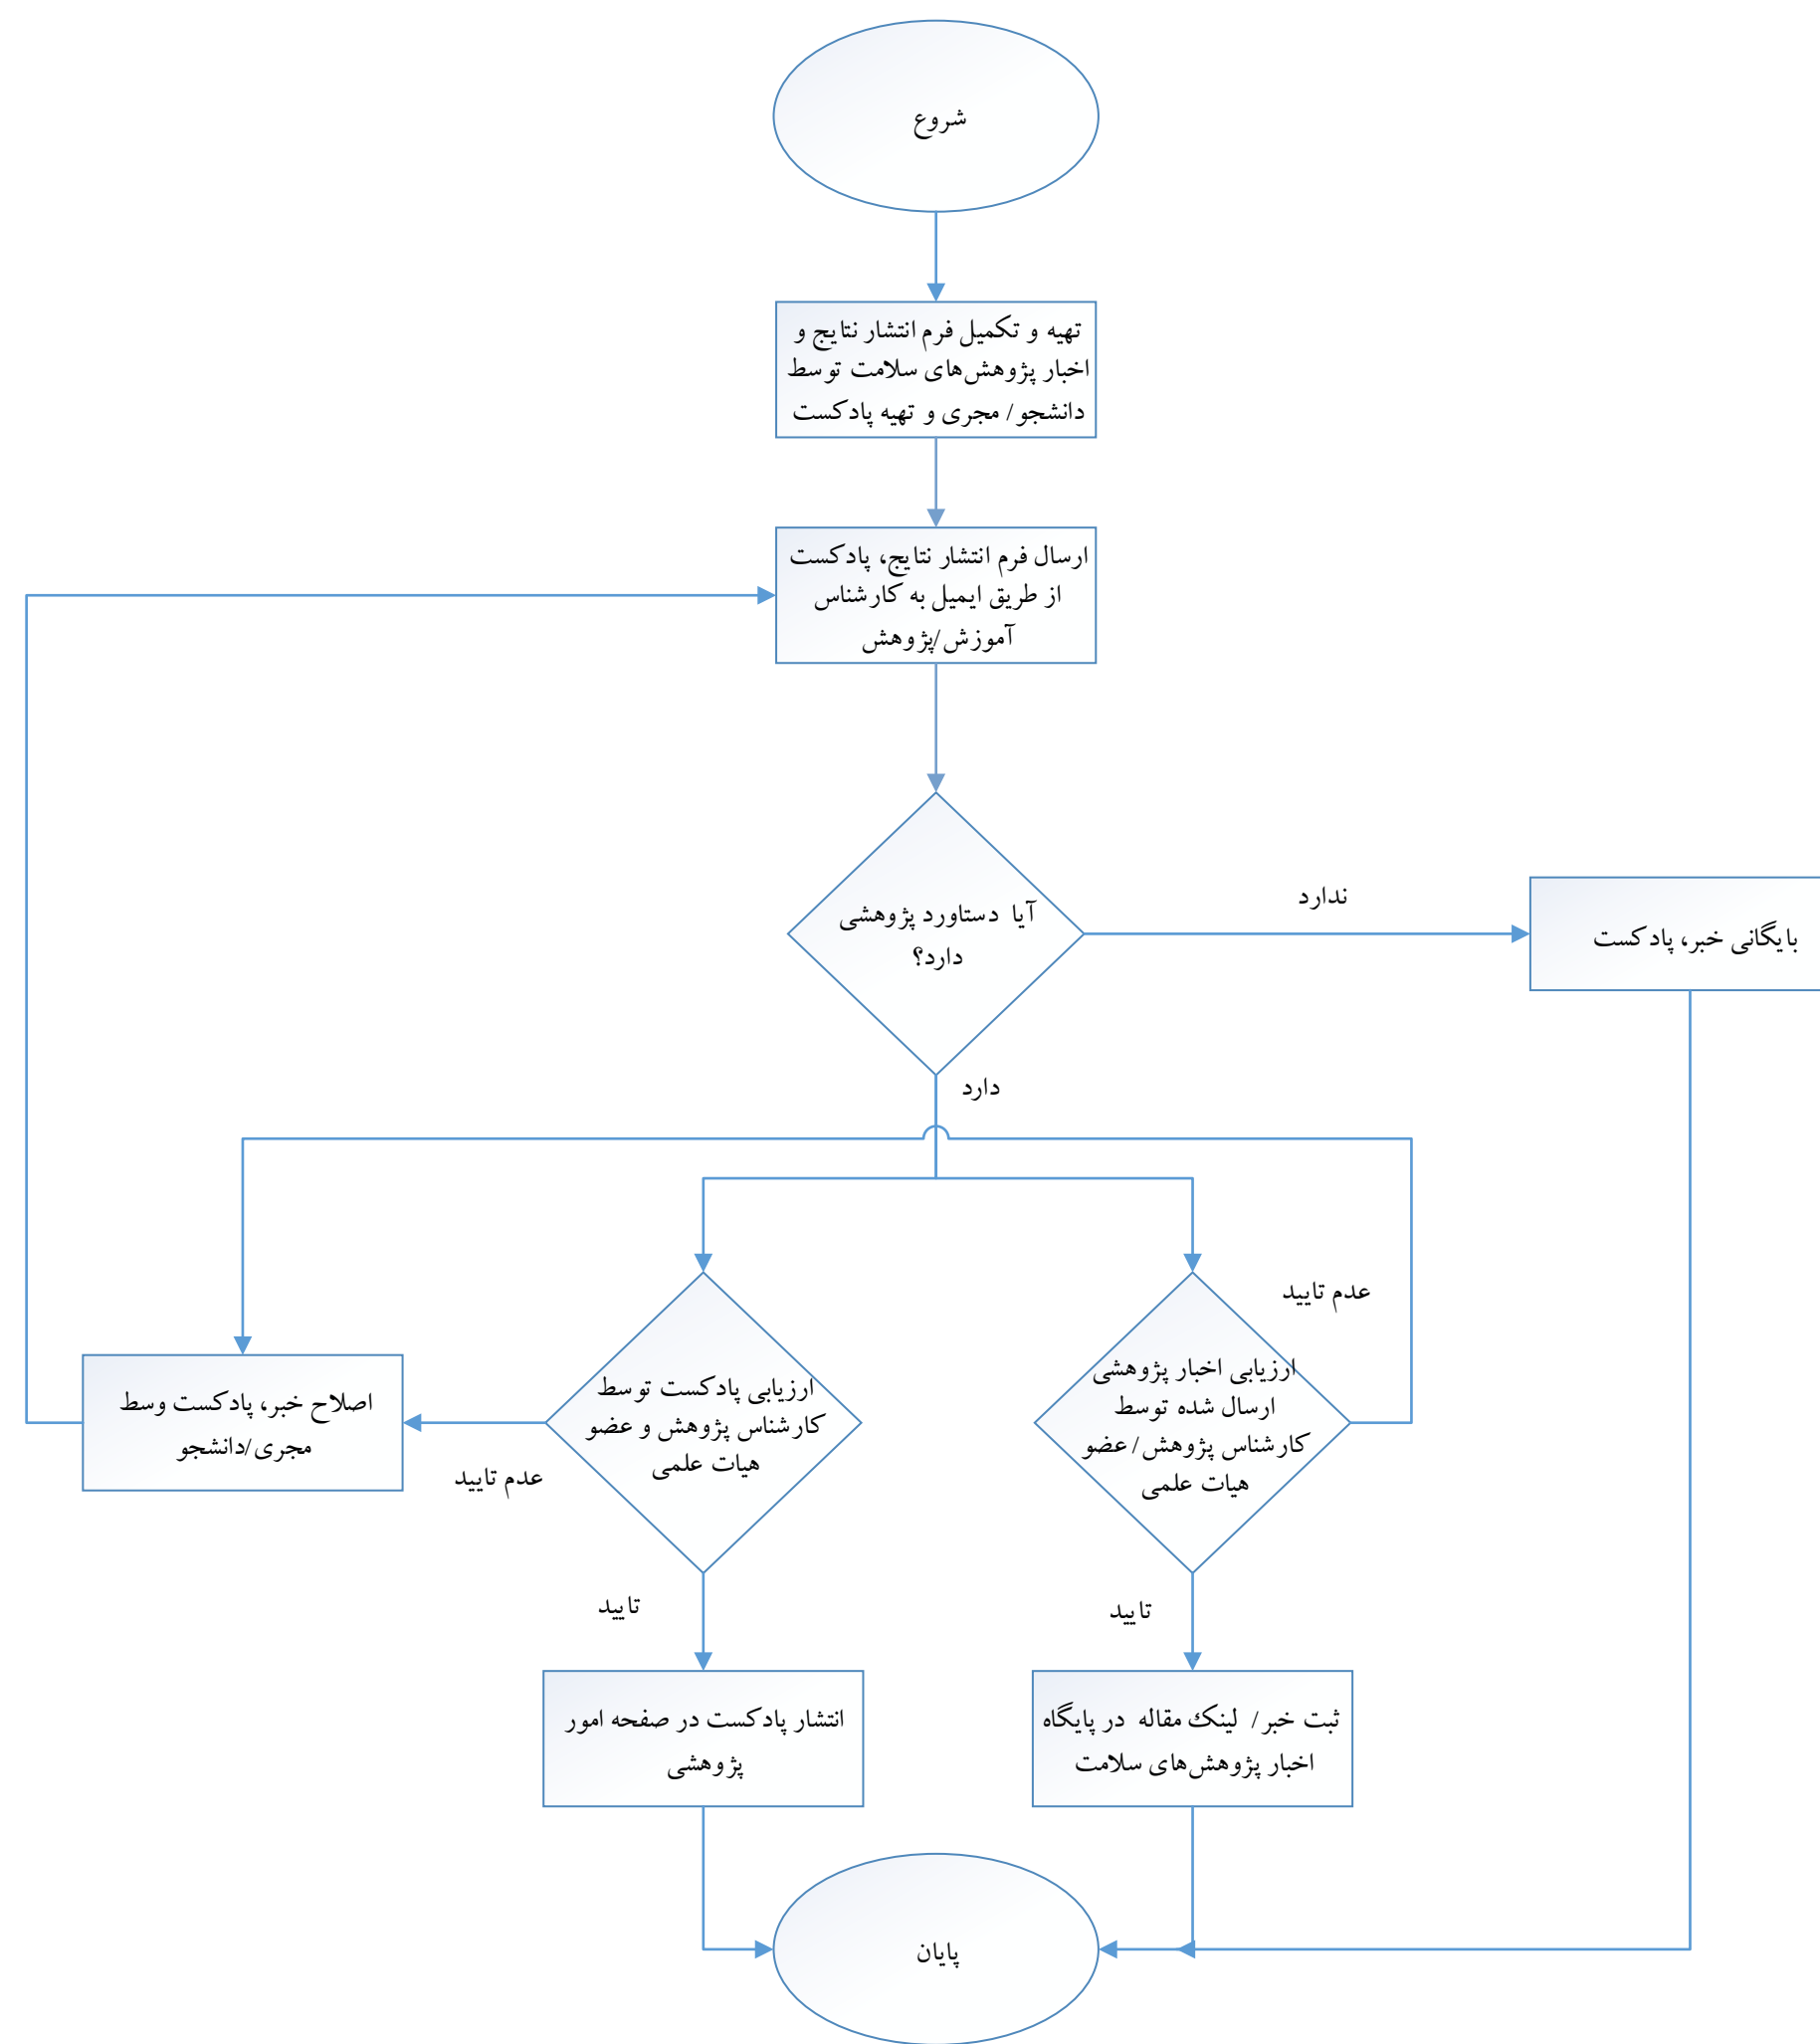 شروع
تهیه و تکمیل فرم انتشار نتایج و
اخبار پژوهش‌های سلامت توسط
دانشجو/ مجری و تهیه پادکست
ارسال فرم انتشار نتایج، پادکست
از طریق ایمیل به کارشناس
آموزش/پژوهش
آیا دستاورد پژوهشی
دارد؟
ندارد
بایگانی خبر، پادکست
دارد
عدم تایید
ارزیابی اخبار پژوهشی
ارسال شده توسط
کارشناس پژوهش/عضو
هیات علمی
ارزیابی پادکست توسط
کارشناس پژوهش و عضو
هیات علمی
عدم تایید
اصلاح خبر، پادکست وسط
مجری/دانشجو
تایید
تایید
ثبت خبر/ لینک مقاله در پایگاه
اخبار پژوهش‌های سلامت
انتشار پادکست در صفحه امور
پژوهشی
پایان